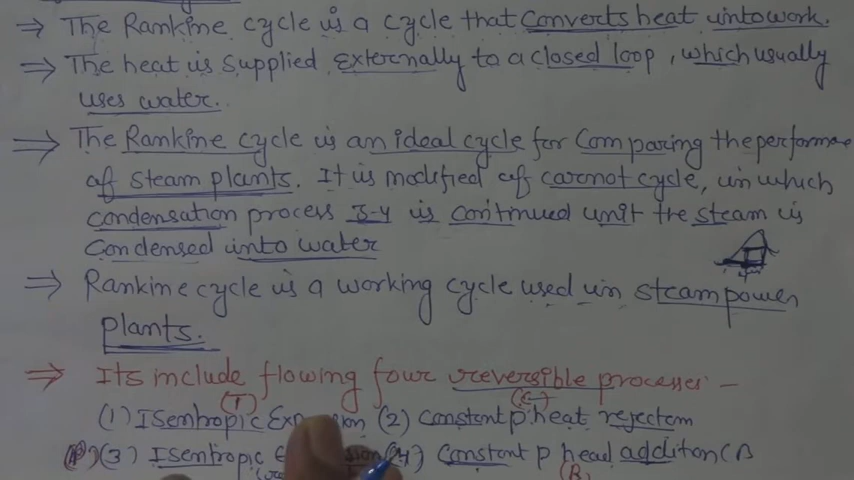 ⇒ The Rankine cycle is a cycle that converts heat into work.
⇒ The heat is supplied externally to a closed loop, which usually
uses water.
⇒ The Rankine cycle is an ideal cycle for Comparing the performance
of steam plants. It is modified of carnot cycle, in which
condensation process 3-4 is continued unit the steam is
condensed into water
⇒ Rankine cycle is a working cycle used in steam power
plants.
⇒ Its include flowing four reversible processes –
(T) (C)
(1) Isentropic (2) Constant p heat rejectem
(3) Isentropic (4) Constant p head addition (B
(B)